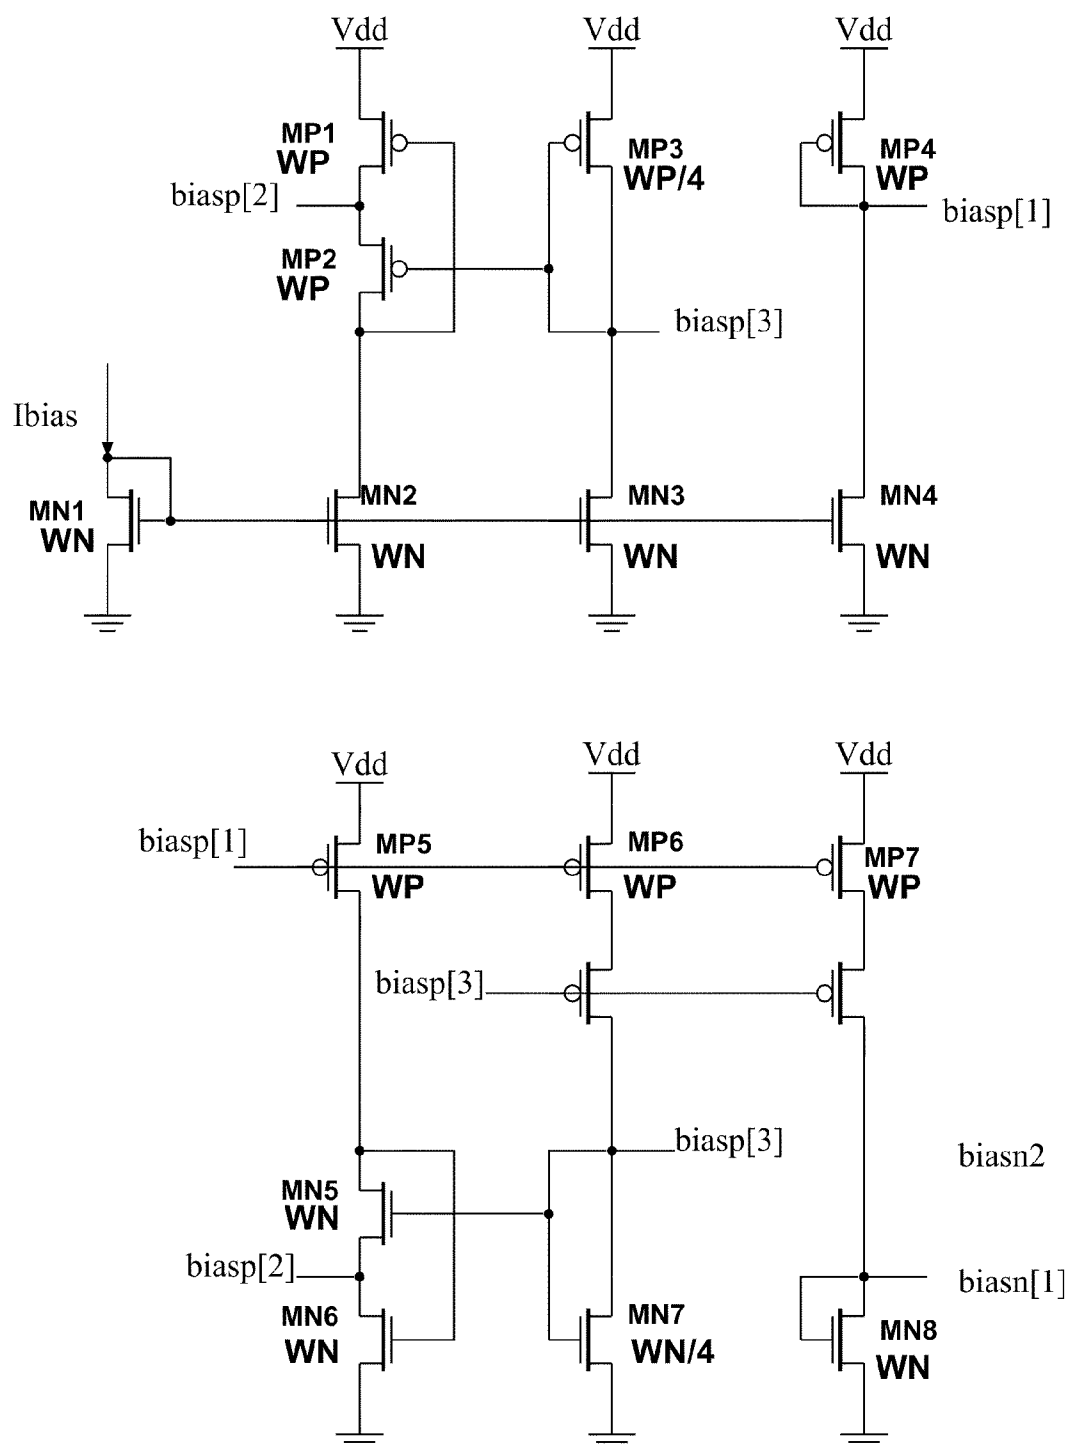 Vdd Vdd Vdd
MP1
WP
MP3
WP/4
MP4
WP
biasp[2]
biasp[1]
MP2
WP
biasp[3]
Ibias
MN1
WN
MN2
WN
MN3
WN
MN4
WN
Vdd Vdd Vdd
biasp[1]
MP5
WP
MP6
WP
MP7
WP
biasp[3]
biasp[3]
biasn2
MN5
WN
biasp[2]
biasn[1]
MN6
WN
MN7
WN/4
MN8
WN